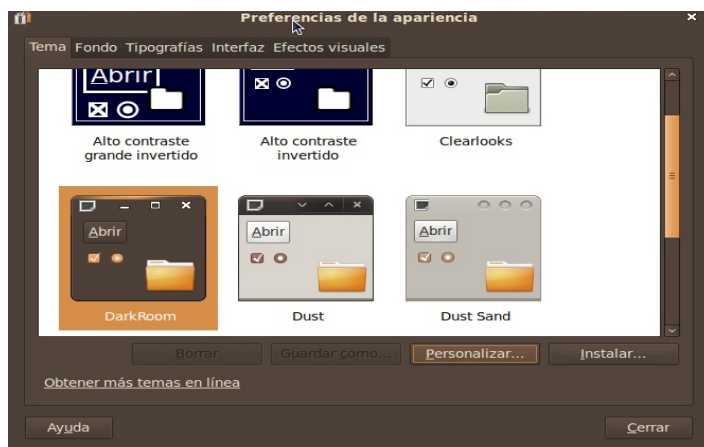 Preferencias de la apariencia
Tema Fondo Tipografías Interfaz Efectos visuales
Abrir
Alto contraste
grande invertido
Alto contraste
invertido
Clearlooks
Abrir
Abrir
Abrir
DarkRoom
Dust
Dust Sand
Borrar
Guardar como...
Personalizar...
Instalar...
Obtener más temas en línea
Ayuda
Cerrar